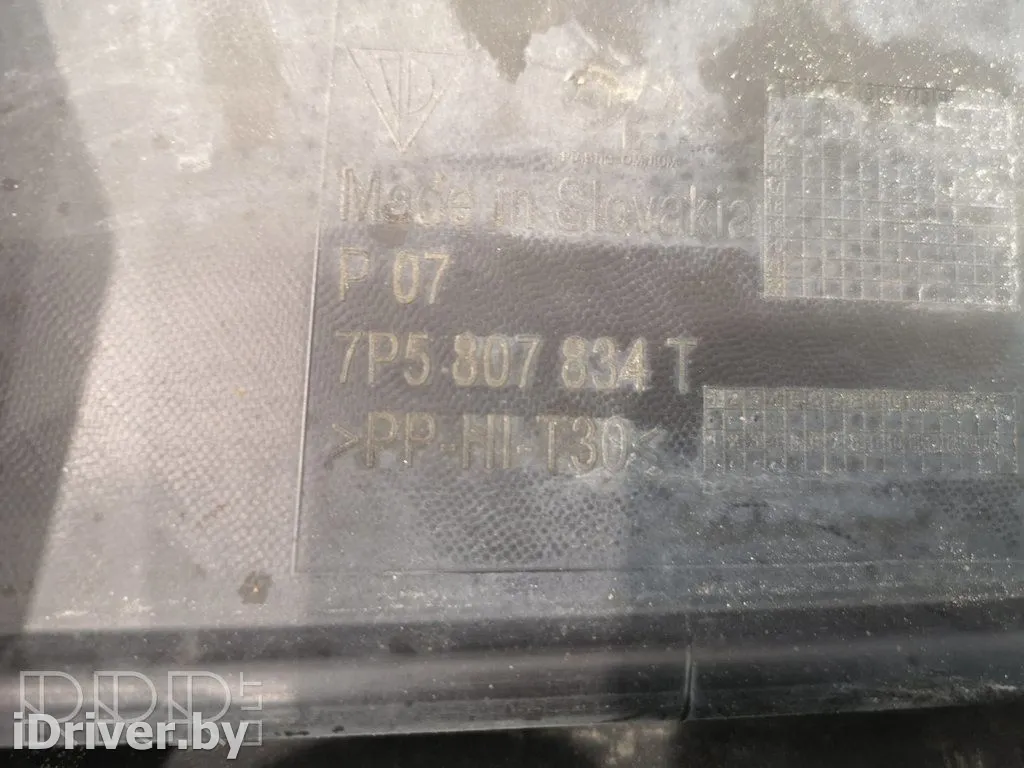 Made in Slovakia
P 07
7P5 807 834 T
>PP-HI-T30<
iDriver.by